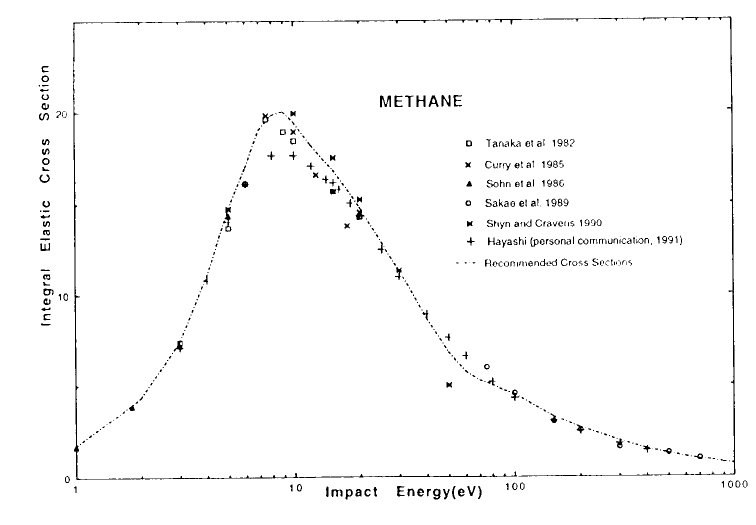 METHANE
Tanaka et al. 1982
Curry et al. 1985
Sohn et al. 1986
Sakae et al. 1989
Shyn and Cravens 1990
Hayashi (personal communication, 1991)
Recommended Cross Sections
Integral Elastic Cross Section
20
10
0
1
10
100
1000
Impact Energy(eV)